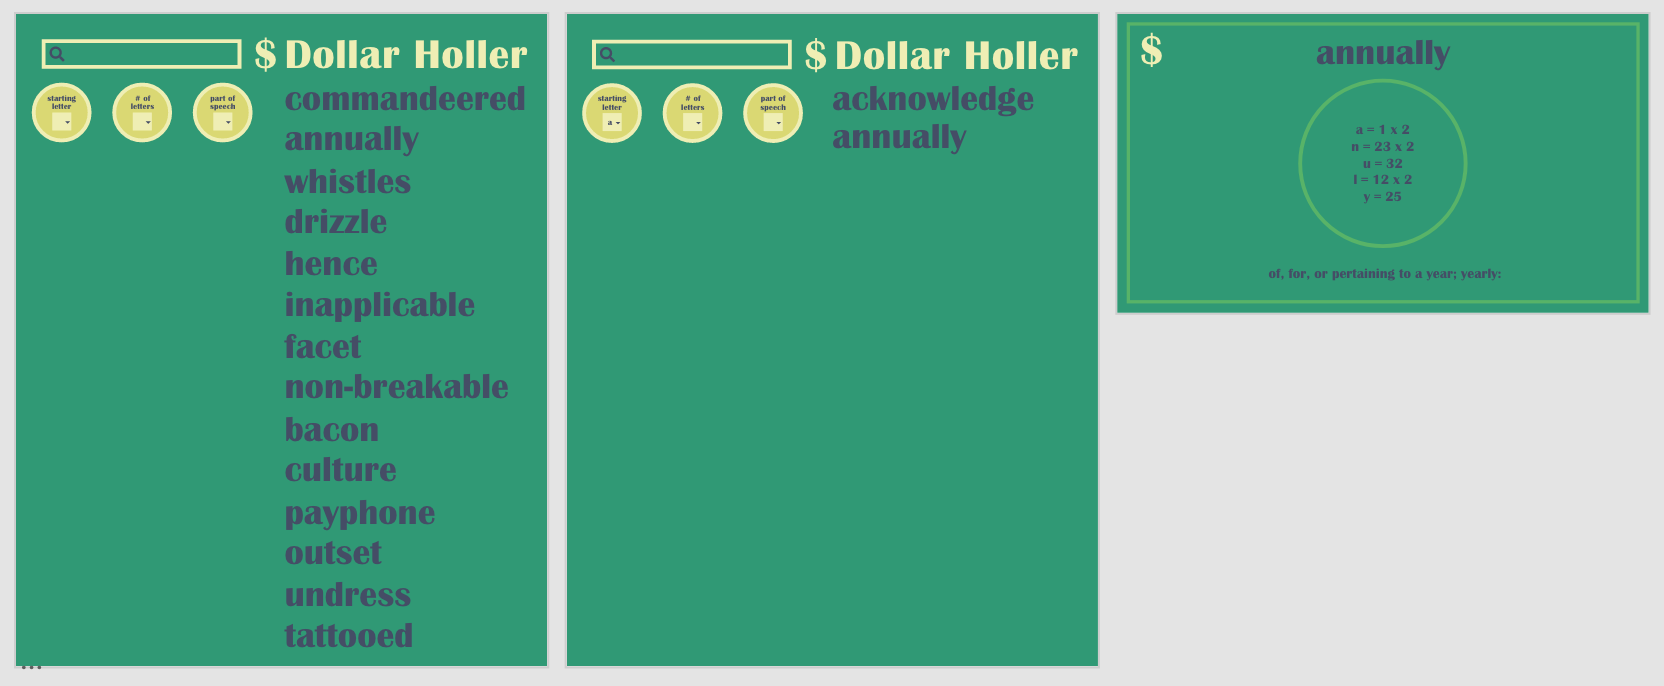 $ Dollar Holler
starting
letter
# of
letters
part of
speech
commandeered
annually
whistles
drizzle
hence
inapplicable
facet
non-breakable
bacon
culture
payphone
outset
undress
tattooed
...
$ Dollar Holler
starting
letter
a
# of
letters
part of
speech
acknowledge
annually
$
annually
a = 1 x 2
n = 23 x 2
u = 32
l = 12 x 2
y = 25
of, for, or pertaining to a year; yearly: